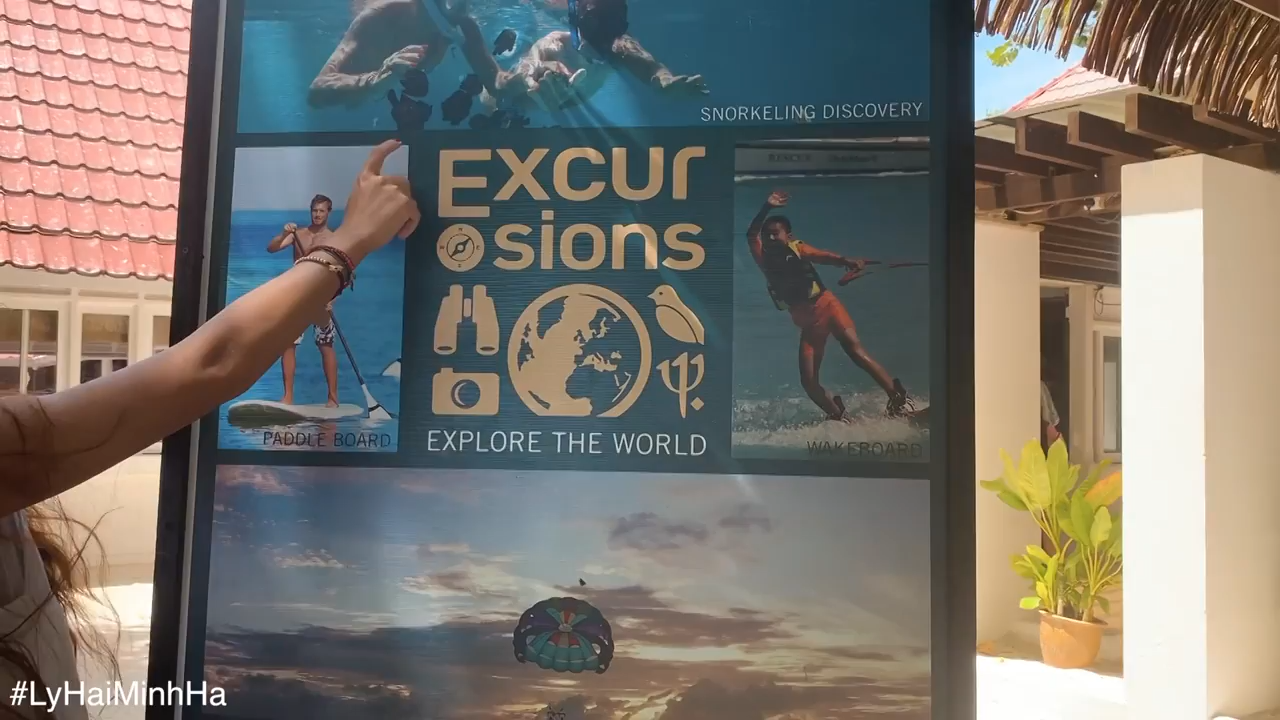 SNORKELING DISCOVERY
EXCUR
sions
PADDLE BOARD
EXPLORE THE WORLD
WAKEBOARD
#LyHaiMinhHa